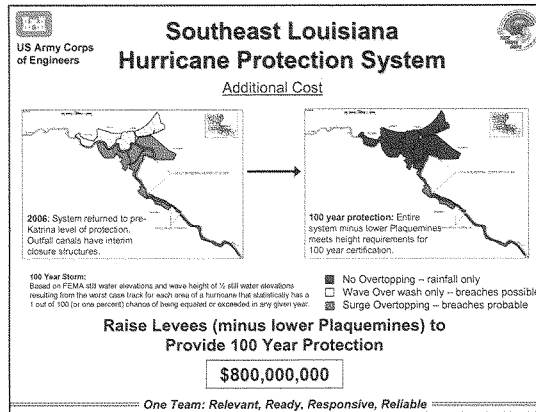 US Army Corps
of Engineers
Southeast Louisiana
Hurricane Protection System
Additional Cost
2006: System returned to pre-
Katrina level of protection.
Outfall canals have interim
closure structures.
100 year protection: Entire
system minus lower Plaquemines
meets height requirements for
100 year certification.
100 Year Storm:
Based on FEMA still water elevations and wave height of ½ still water elevations
resulting from the worst case track for each area of a hurricane that statistically has a
1 out of 100 (or one percent) chance of being equaled or exceeded in any given year.
No Overtopping – rainfall only
Wave Over wash only – breaches possible
Surge Overtopping – breaches probable
Raise Levees (minus lower Plaquemines) to
Provide 100 Year Protection
$800,000,000
One Team: Relevant, Ready, Responsive, Reliable